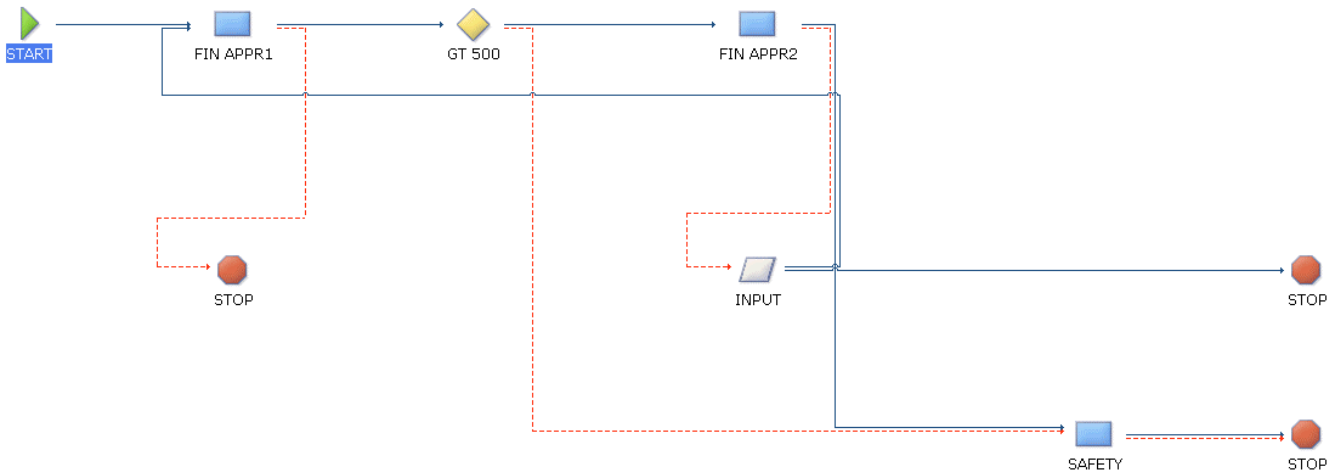 START
FIN APPR1
GT 500
FIN APPR2
STOP
INPUT
STOP
SAFETY
STOP